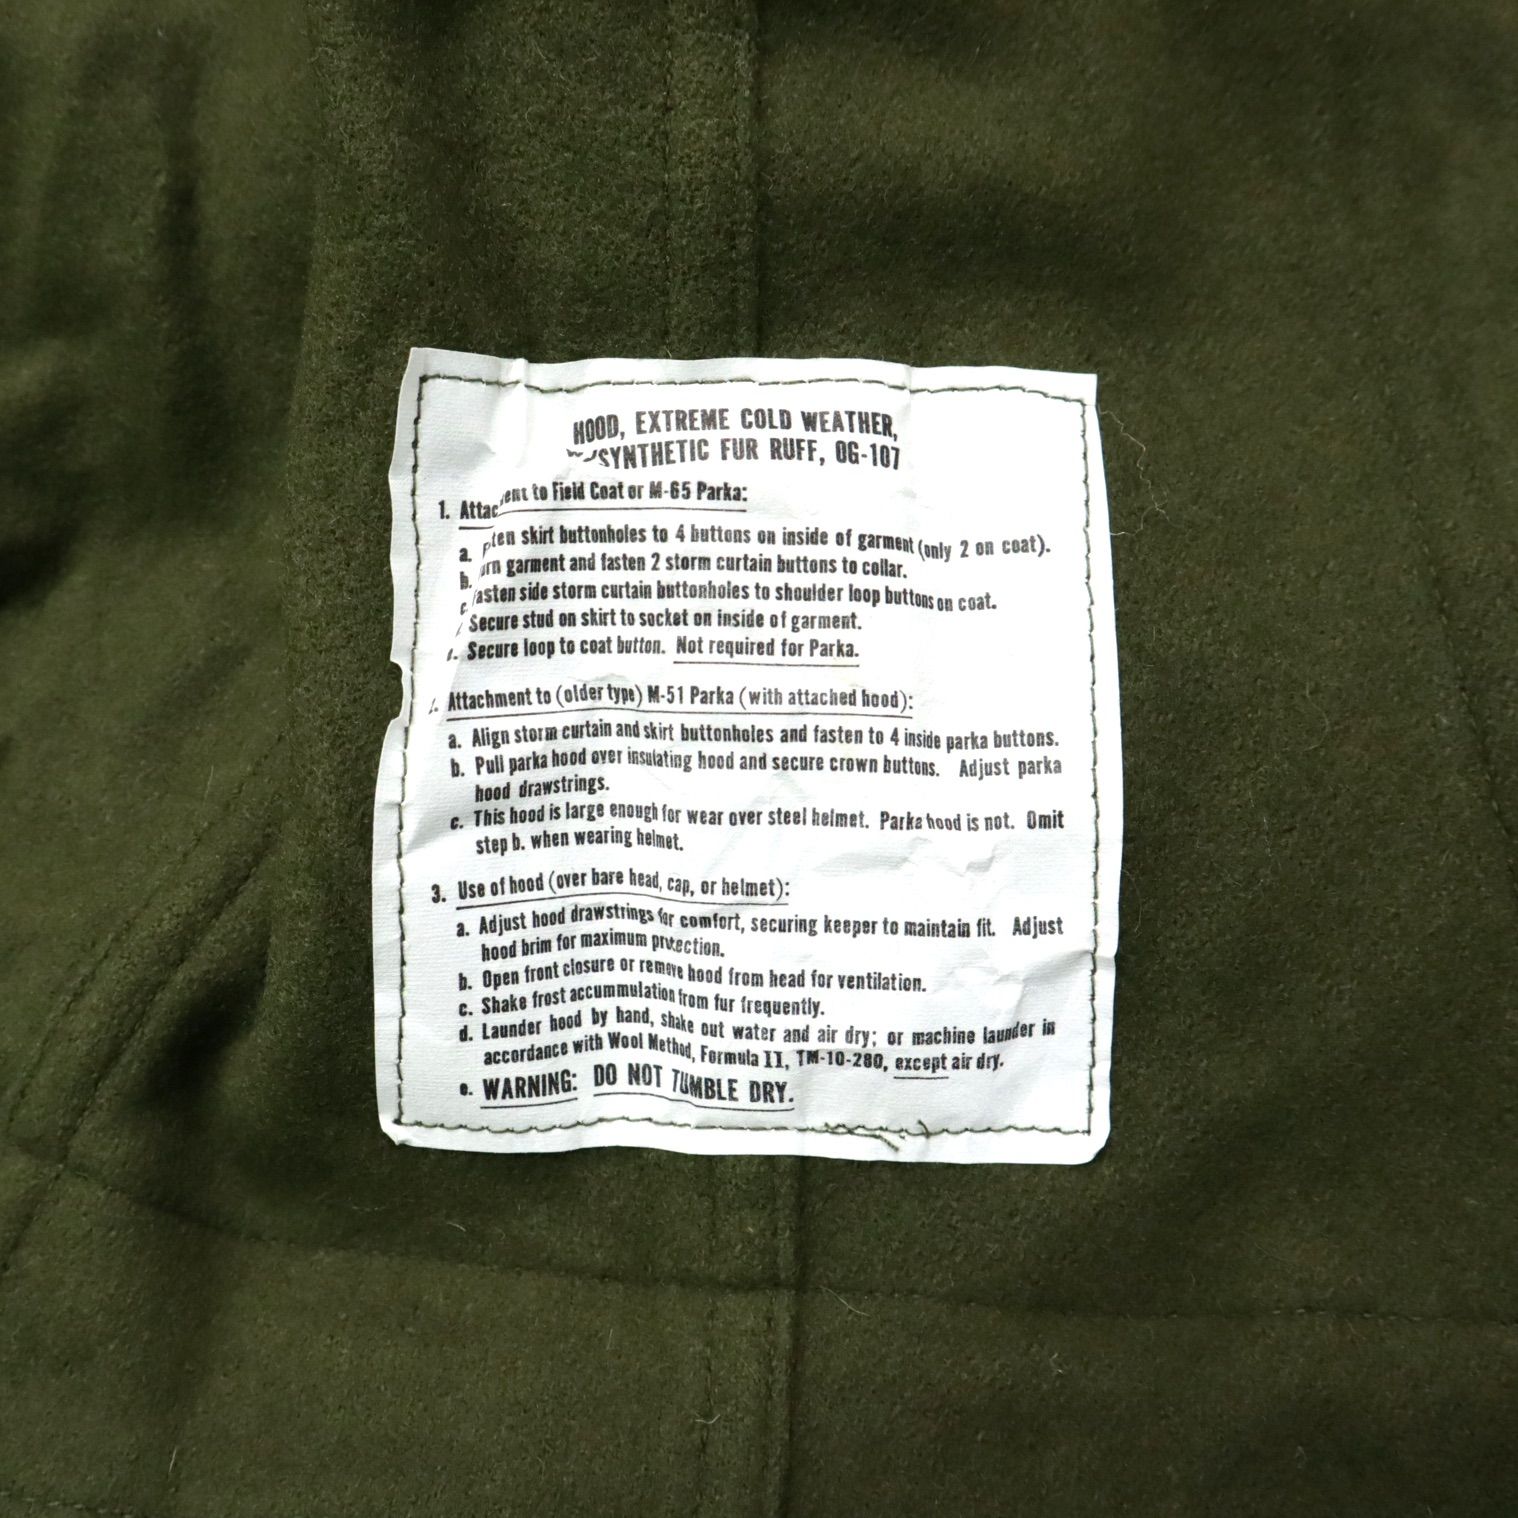 HOOD, EXTREME COLD WEATHER,
W/SYNTHETIC FUR RUFF, OG-107
1. Attachment to Field Coat or M-65 Parka:
a. skirt buttonholes to 4 buttons on inside of garment (only 2 on coat).
b. garment and fasten 2 storm curtain buttons to collar.
c. Fasten side storm curtain buttonholes to shoulder loop buttons on coat.
Secure stud on skirt to socket on inside of garment.
Secure loop to coat button. Not required for Parka.
Attachment to (older type) M-51 Parka (with attached hood):
a. Align storm curtain and skirt buttonholes and fasten to 4 inside parka buttons.
b. Pull parka hood over insulating hood and secure crown buttons. Adjust parka
hood drawstrings.
c. This hood is large enough for wear over steel helmet. Parka hood is not. Omit
step b. when wearing helmet.
3. Use of hood (over bare head, cap, or helmet):
a. Adjust hood drawstrings for comfort, securing keeper to maintain fit. Adjust
hood brim for maximum protection.
b. Open front closure or remove hood from head for ventilation.
c. Shake frost accummulation from fur frequently.
d. Launder hood by hand, shake out water and air dry; or machine launder in
accordance with Wool Method, Formula II, TM-10-280, except air dry.
e. WARNING: DO NOT TUMBLE DRY.